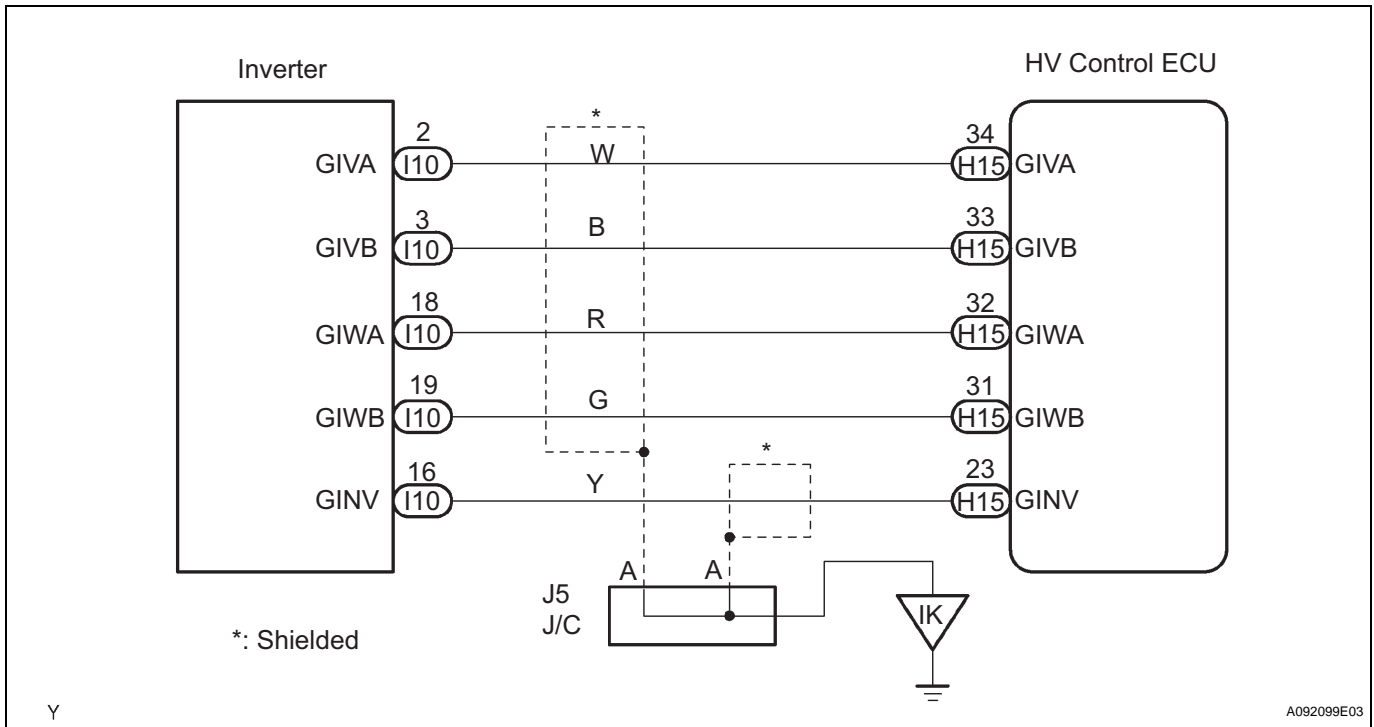 Inverter
HV Control ECU
*
GIVA
2
I10
W
34
H15
GIVA
GIVB
3
I10
B
33
H15
GIVB
GIWA
18
I10
R
32
H15
GIWA
GIWB
19
I10
G
31
H15
GIWB
*
GINV
16
I10
Y
23
H15
GINV
A
A
J5
J/C
IK
*: Shielded
Y
A092099E03